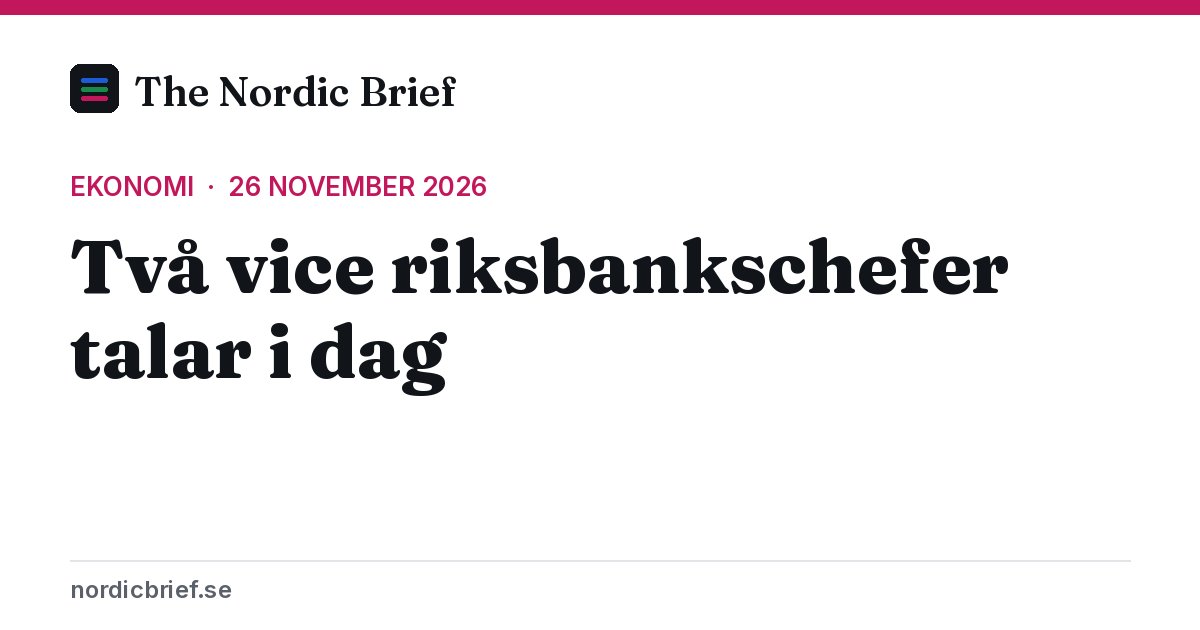 The Nordic Brief
EKONOMI · 26 NOVEMBER 2026
Två vice riksbankschefer
talar i dag
nordicbrief.se